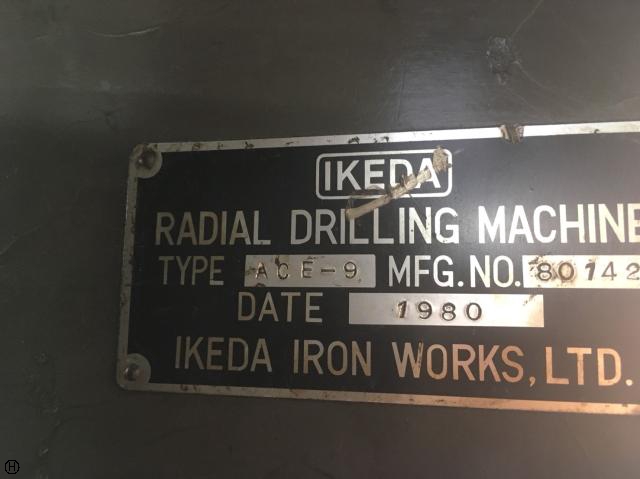 IKEDA
RADIAL DRILLING MACHINE
TYPE ACE-9 MFG.NO. 80142
DATE 1980
IKEDA IRON WORKS, LTD.
H